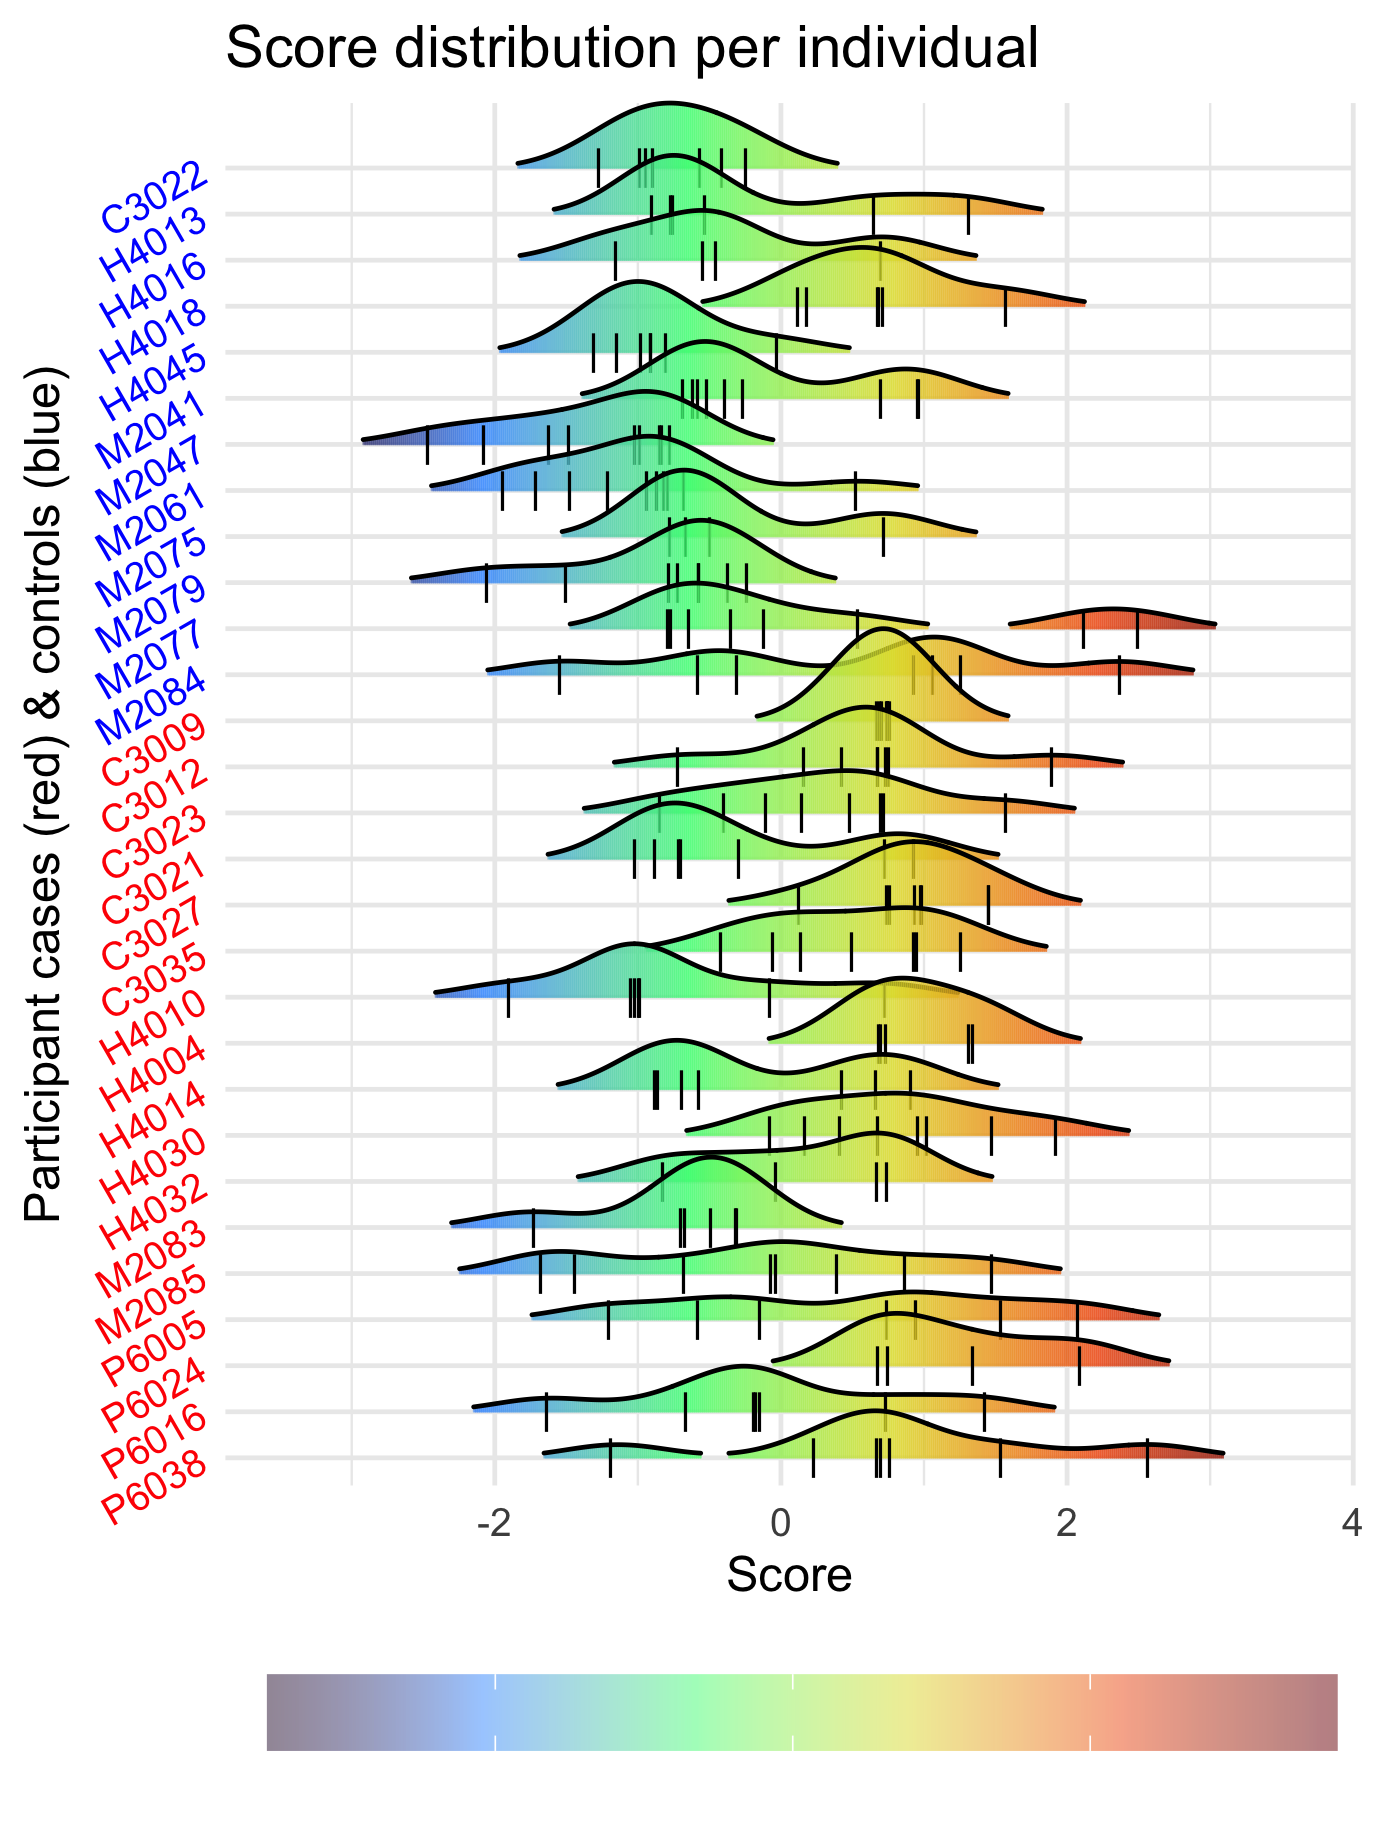 Score distribution per individual
Participant cases (red) & controls (blue)
C3022
H4013
H4016
H4018
H4045
M2041
M2047
M2061
M2075
M2079
M2077
M2084
C3009
C3012
C3023
C3021
C3027
C3035
H4010
H4004
H4014
H4030
H4032
M2083
M2085
P6005
P6024
P6016
P6038
-2 0 2 4
Score